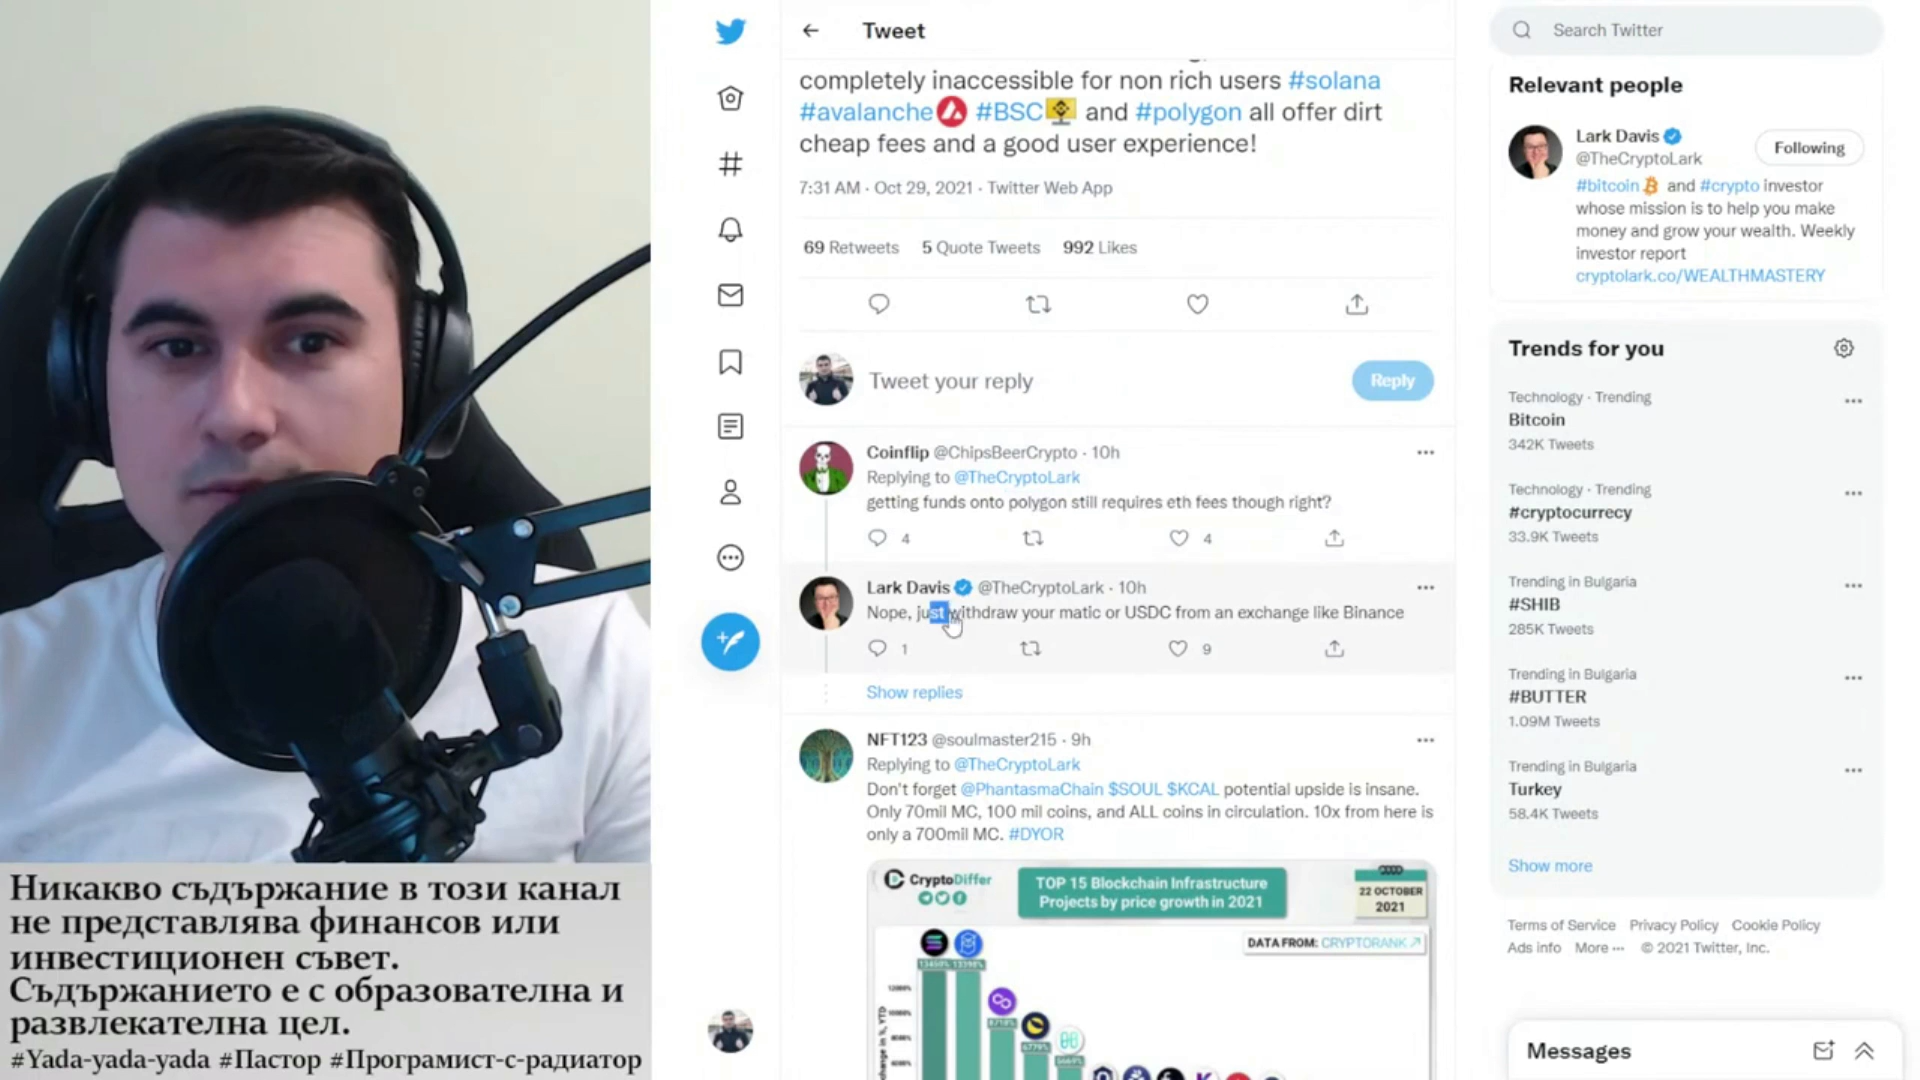 Tweet
completely inaccessible for non rich users #solana
#avalanche #BSC and #polygon all offer dirt
cheap fees and a good user experience!
7:31 AM · Oct 29, 2021 · Twitter Web App
69 Retweets 5 Quote Tweets 992 Likes
Tweet your reply
Reply
Coinflip @ChipsBeerCrypto · 10h
Replying to @TheCryptoLark
getting funds onto polygon still requires eth fees though right?
4 4
Lark Davis @TheCryptoLark · 10h
Nope, just withdraw your matic or USDC from an exchange like Binance
1 9
Show replies
NFT123 @soulmaster215 · 9h
Replying to @TheCryptoLark
Don't forget @PhantasmaChain $SOUL $KCAL potential upside is insane.
Only 70mil MC, 100 mil coins, and ALL coins in circulation. 10x from here is
only a 700mil MC. #DYOR
CryptoDiffer
TOP 15 Blockchain Infrastructure
Projects by price growth in 2021
22 OCTOBER
2021
DATA FROM: CRYPTORANK
Search Twitter
Relevant people
Lark Davis
@TheCryptoLark
Following
#bitcoin and #crypto investor
whose mission is to help you make
money and grow your wealth. Weekly
investor report
cryptolark.co/WEALTHMASTERY
Trends for you
Technology · Trending
Bitcoin
342K Tweets
Technology · Trending
#cryptocurrecy
33.9K Tweets
Trending in Bulgaria
#SHIB
285K Tweets
Trending in Bulgaria
#BUTTER
1.09M Tweets
Trending in Bulgaria
Turkey
58.4K Tweets
Show more
Terms of Service Privacy Policy Cookie Policy
Ads info More ··· © 2021 Twitter, Inc.
Messages
Никакво съдържание в този канал
не представлява финансов или
инвестиционен съвет.
Съдържанието е с образователна и
развлекателна цел.
#Yada-yada-yada #Пастор #Програмист-с-радиатор